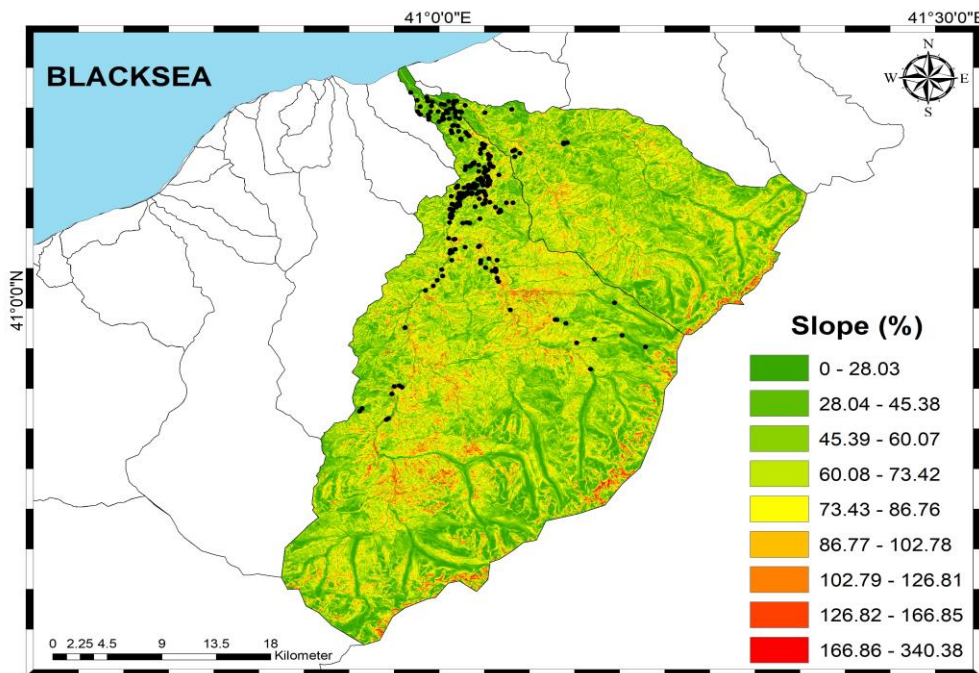 41°0'0"E
41°30'0"E
BLACKSEA
N
W E
S
41°0'0"N
Slope (%)
0 - 28.03
28.04 - 45.38
45.39 - 60.07
60.08 - 73.42
73.43 - 86.76
86.77 - 102.78
102.79 - 126.81
126.82 - 166.85
166.86 - 340.38
0 2.25 4.5 9 13.5 18
Kilometer